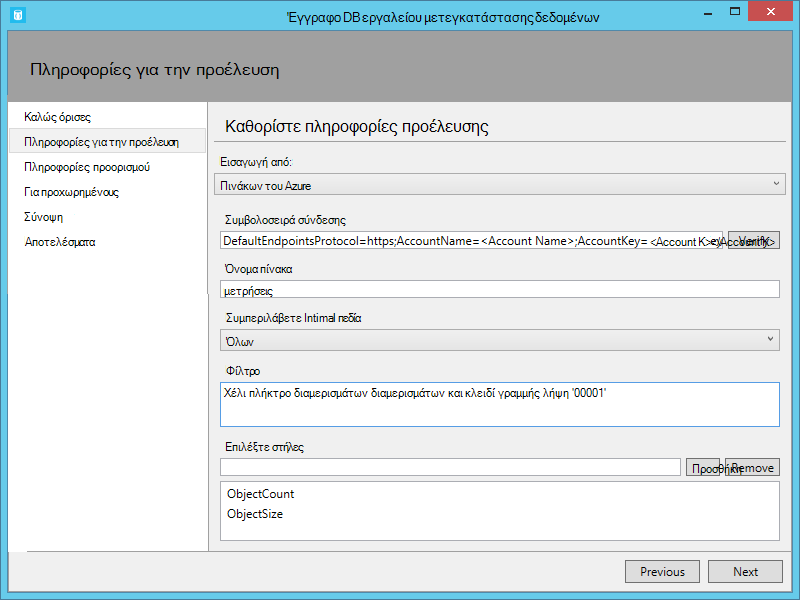 Έγγραφο DB εργαλείου μετεγκατάστασης δεδομένων
Πληροφορίες για την προέλευση
Καλώς όρισες
Πληροφορίες για την προέλευση
Πληροφορίες προορισμού
Για προχωρημένους
Σύνοψη
Αποτελέσματα
Καθορίστε πληροφορίες προέλευσης
Εισαγωγή από:
Πινάκων του Azure
Συμβολοσειρά σύνδεσης
DefaultEndpointsProtocol=https;AccountName=<Account Name>;AccountKey= <Account K>
Verify
Όνομα πίνακα
μετρήσεις
Συμπεριλάβετε Intimal πεδία
Όλων
Φίλτρο
Χέλι πλήκτρο διαμερισμάτων διαμερισμάτων και κλειδί γραμμής λήψη '00001'
Επιλέξτε στήλες
Προσθήκη
Remove
ObjectCount
ObjectSize
Previous
Next